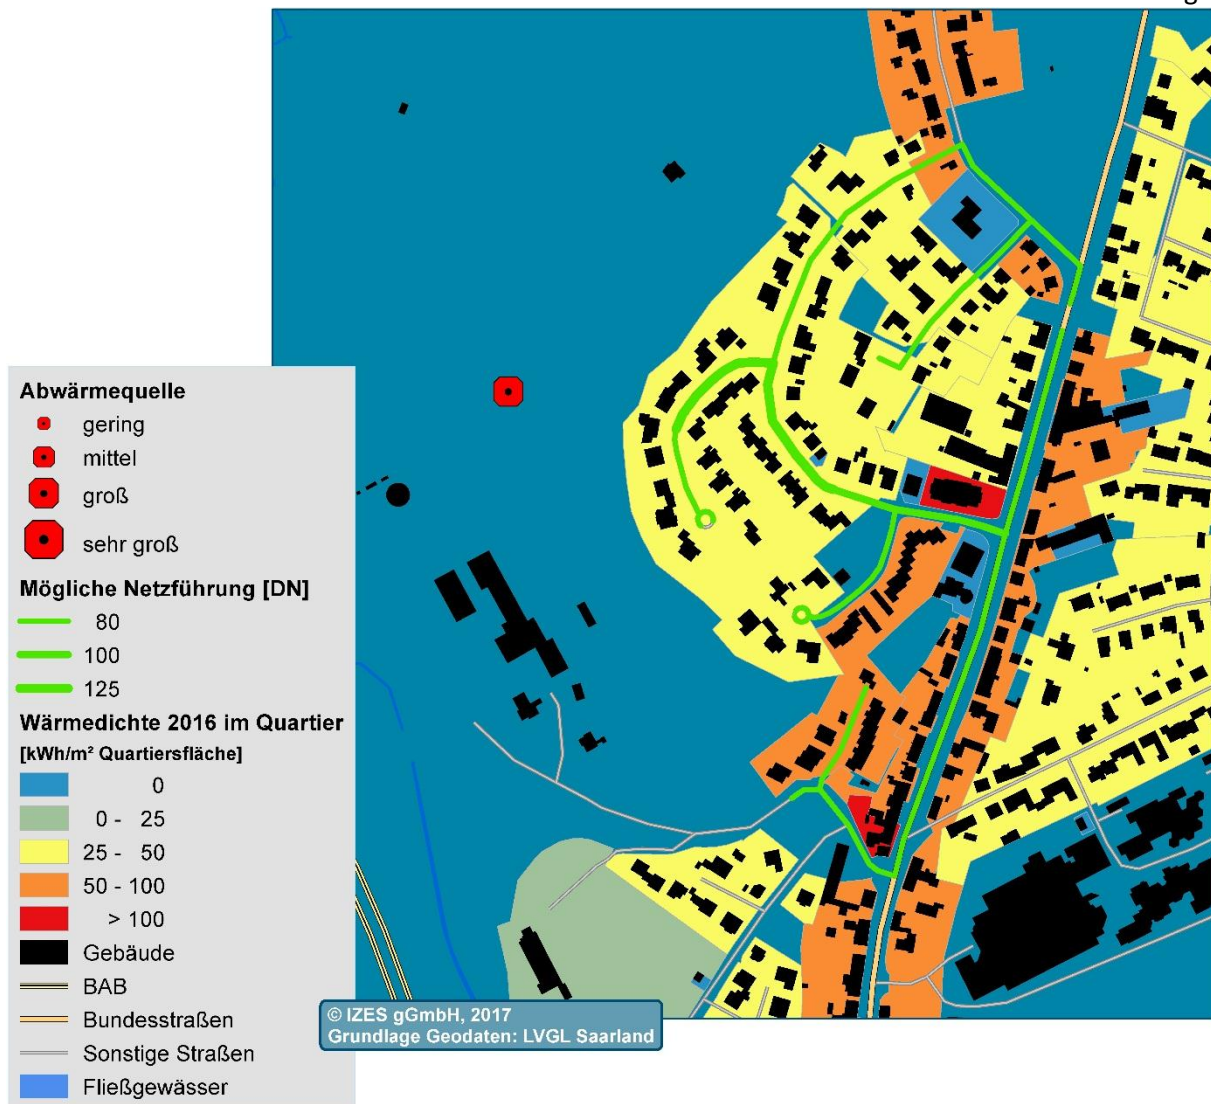 g
Abwärmequelle
gering
mittel
groß
sehr groß
Mögliche Netzführung [DN]
80
100
125
Wärmedichte 2016 im Quartier
[kWh/m² Quartiersfläche]
0
0 - 25
25 - 50
50 - 100
> 100
Gebäude
BAB
Bundesstraßen
Sonstige Straßen
Fließgewässer
© IZES gGmbH, 2017
Grundlage Geodaten: LVGL Saarland